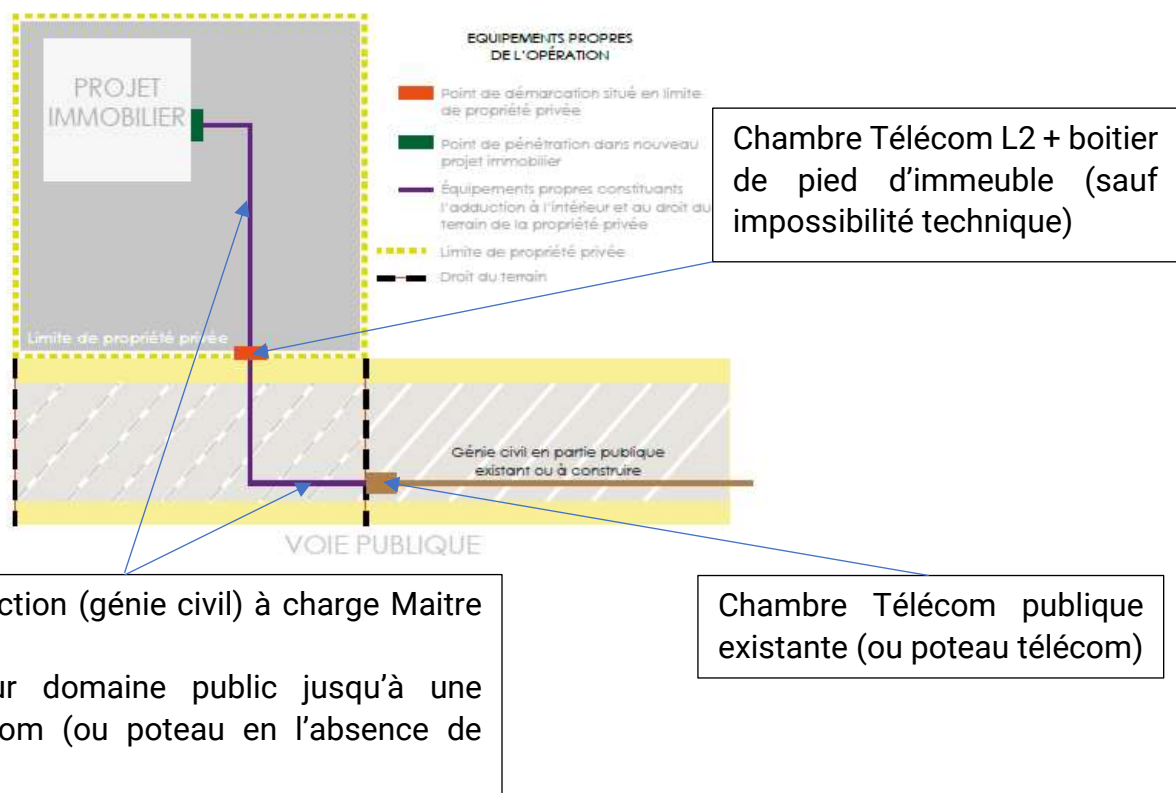 EQUIPEMENTS PROPRES
DE L'OPÉRATION
PROJET
IMMOBILIER
Point de démarcation situé en limite
de propriété privée
Point de pénétration dans nouveau
projet immobilier
Équipements propres constituants
l'adduction à l'intérieur et au droit du
terrain de la propriété privée
Limite de propriété privée
Droit du terrain
Chambre Télécom L2 + boitier
de pied d'immeuble (sauf
impossibilité technique)
Limite de propriété privée
Génie civil en partie publique
existant ou à construire
VOIE PUBLIQUE
ction (génie civil) à charge Maitre
ur domaine public jusqu'à une
om (ou poteau en l'absence de
Chambre Télécom publique
existante (ou poteau télécom)